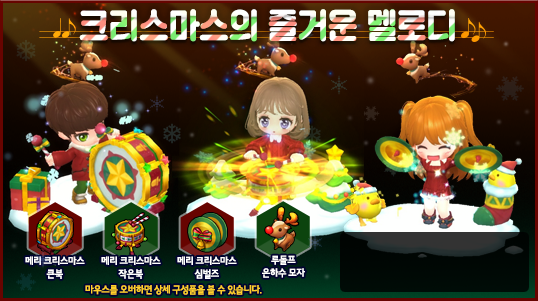 크리스마스의 즐거운 멜로디
메리 크리스마스
큰북
메리 크리스마스
작은북
메리 크리스마스
심벌즈
루돌프
은하수 모자
마우스를 오버하면 상세 구성품을 볼 수 있습니다.